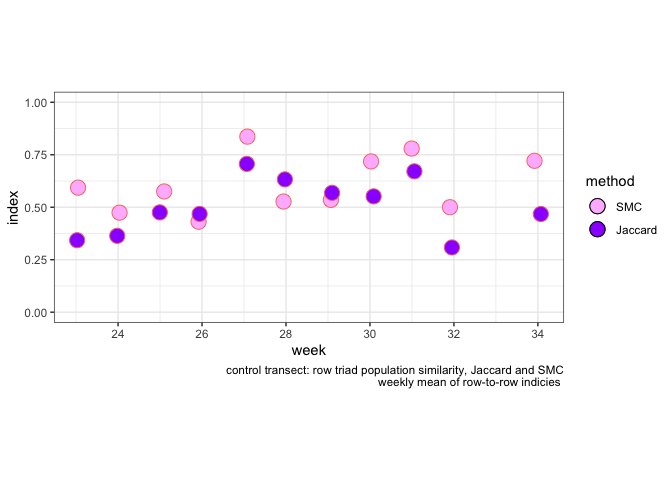 1.00
0.75
0.50
0.25
0.00
index
24 26 28 30 32 34
week
method
SMC
Jaccard
control transect: row triad population similarity, Jaccard and SMC
weekly mean of row-to-row indicies